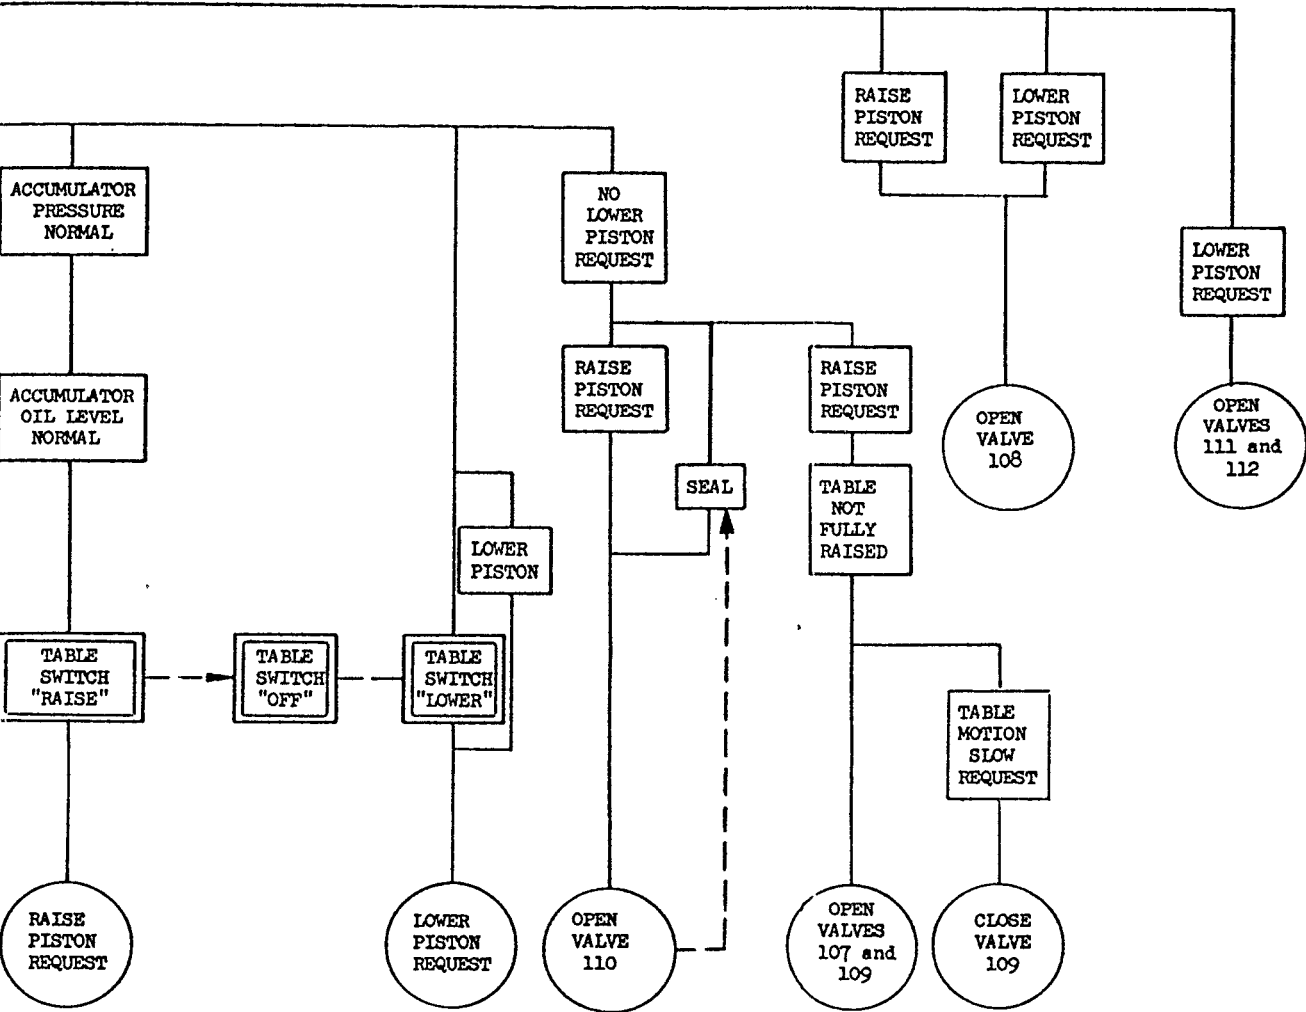 RAISE
PISTON
REQUEST
LOWER
PISTON
REQUEST
ACCUMULATOR
PRESSURE
NORMAL
NO
LOWER
PISTON
REQUEST
LOWER
PISTON
REQUEST
ACCUMULATOR
OIL LEVEL
NORMAL
RAISE
PISTON
REQUEST
RAISE
PISTON
REQUEST
OPEN
VALVE
108
OPEN
VALVES
111 and
112
SEAL
TABLE
NOT
FULLY
RAISED
LOWER
PISTON
TABLE
SWITCH
"RAISE"
TABLE
SWITCH
"OFF"
TABLE
SWITCH
"LOWER"
TABLE
MOTION
SLOW
REQUEST
RAISE
PISTON
REQUEST
LOWER
PISTON
REQUEST
OPEN
VALVE
110
OPEN
VALVES
107 and
109
CLOSE
VALVE
109